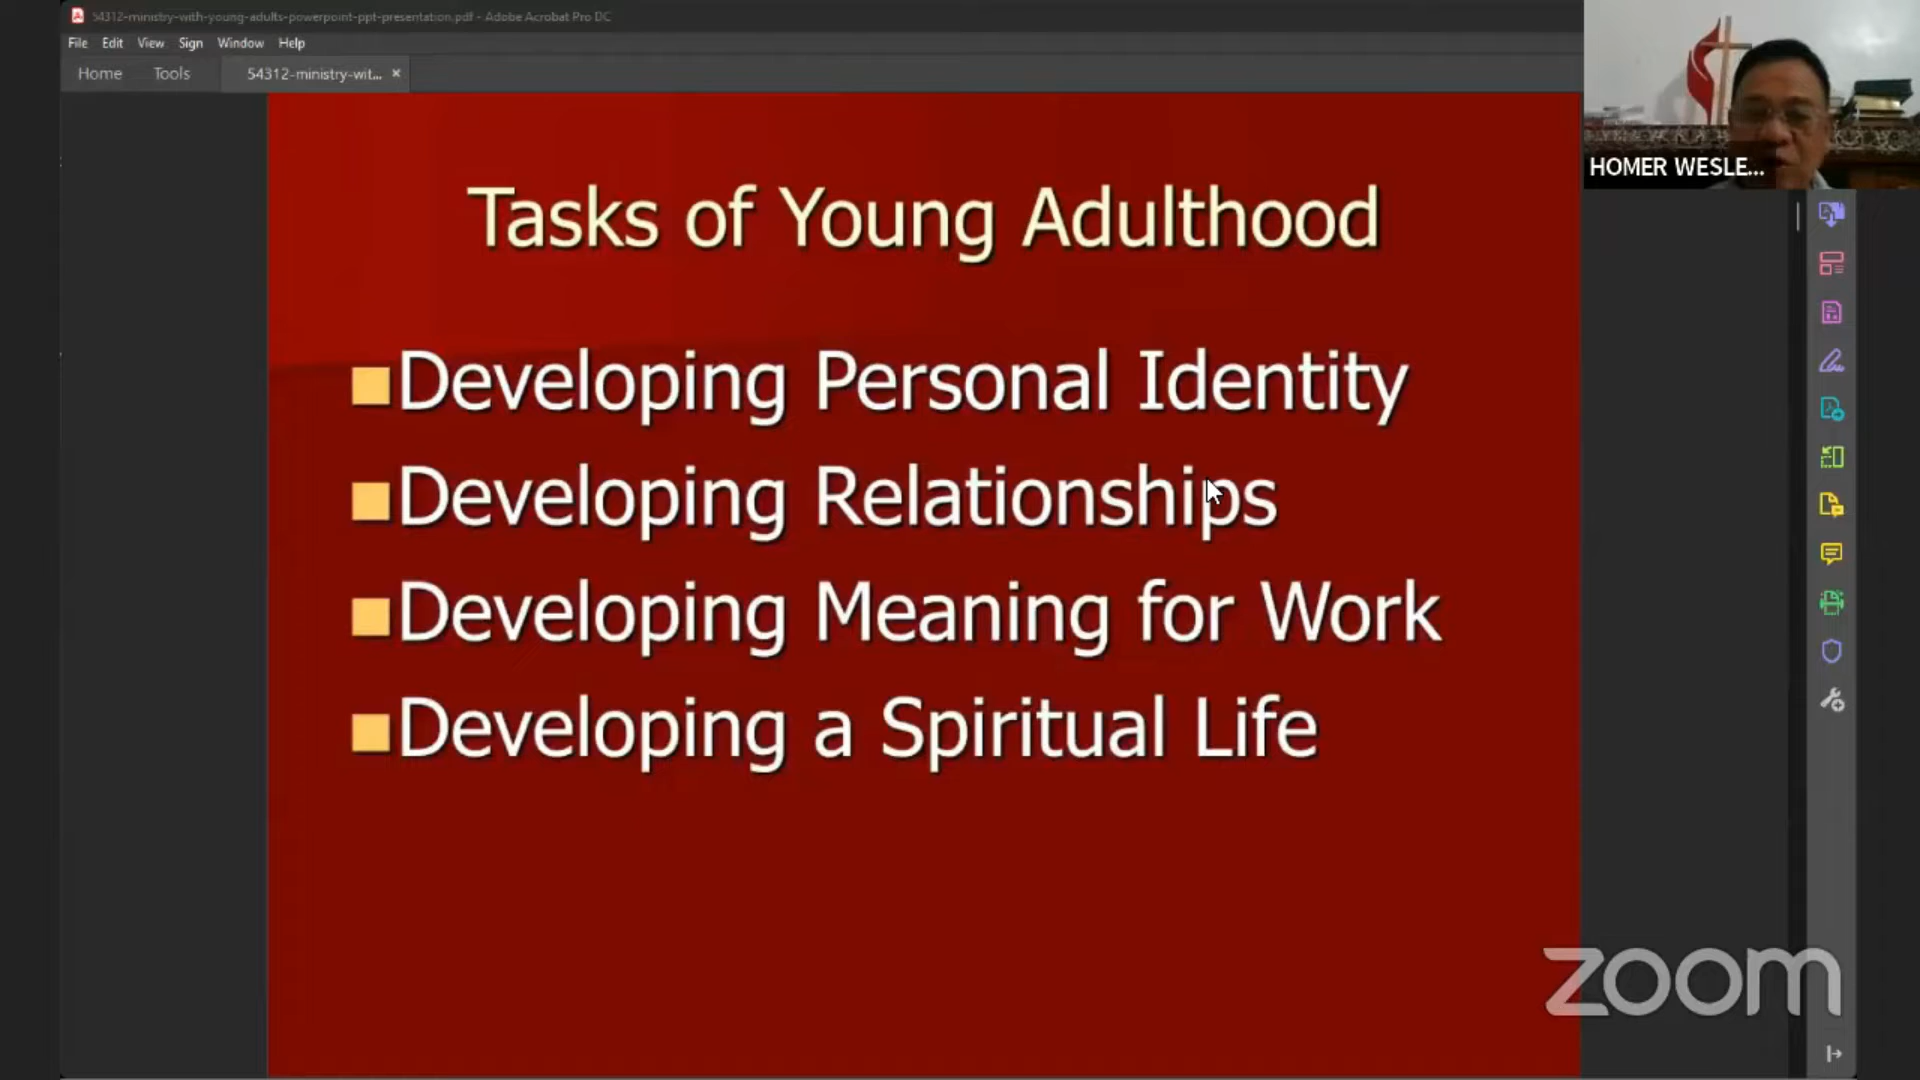 54312-ministry-with-young-adults-powerpoint-ppt-presentation.pdf - Adobe Acrobat Pro DC
File Edit View Sign Window Help
Home Tools 54312-ministry-wit... ×
HOMER WESLE...
Tasks of Young Adulthood
Developing Personal Identity
Developing Relationships
Developing Meaning for Work
Developing a Spiritual Life
zoom